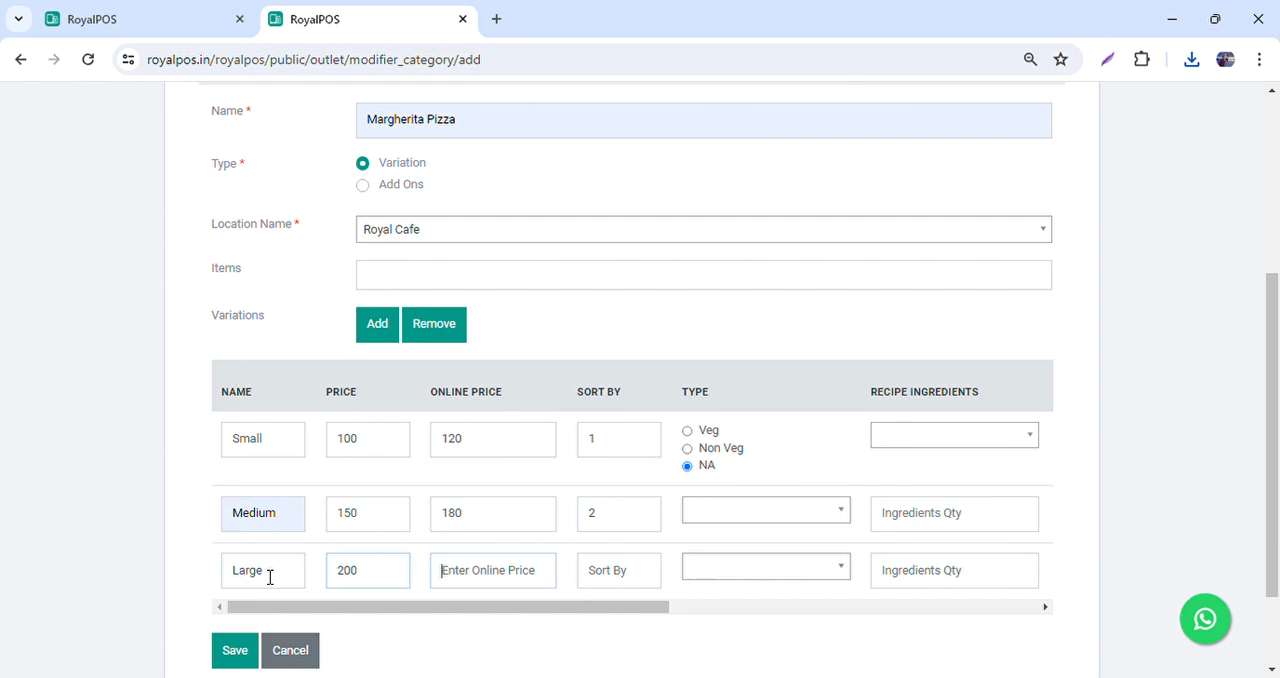 RoyalPOS
RoyalPOS
royalpos.in/royalpos/public/outlet/modifier_category/add
Name *
Margherita Pizza
Type *
Variation
Add Ons
Location Name *
Royal Cafe
Items
Variations
Add
Remove
NAME PRICE ONLINE PRICE SORT BY TYPE RECIPE INGREDIENTS
Small 100 120 1
Veg
Non Veg
NA
Medium 150 180 2 Ingredients Qty
Large 200 Enter Online Price Sort By Ingredients Qty
Save
Cancel